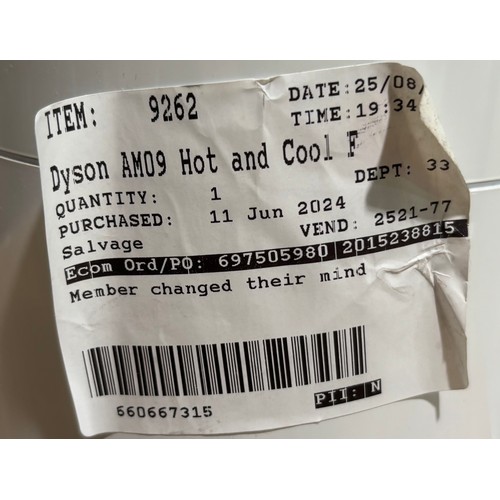 ITEM: 9262 DATE:25/08/
TIME:19:34
Dyson AM09 Hot and Cool F
QUANTITY: 1 DEPT: 33
PURCHASED: 11 Jun 2024
Salvage VEND: 2521-77
Ecom Ord/PO: 697505980 2015238815
Member changed their mind
660667315
PII: N